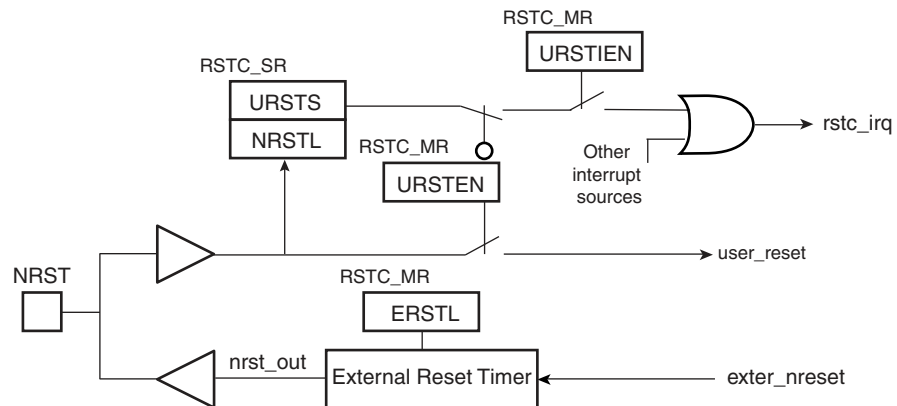 RSTC_MR
URSTIEN
RSTC_SR
URSTS
NRSTL
rstc_irq
RSTC_MR
URSTEN
Other
interrupt
sources
user_reset
NRST
RSTC_MR
ERSTL
nrst_out
External Reset Timer
exter_nreset